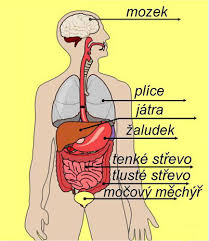 mozek
plíce
játra
žaludek
tenké střevo
tlusté střevo
močový měchýř